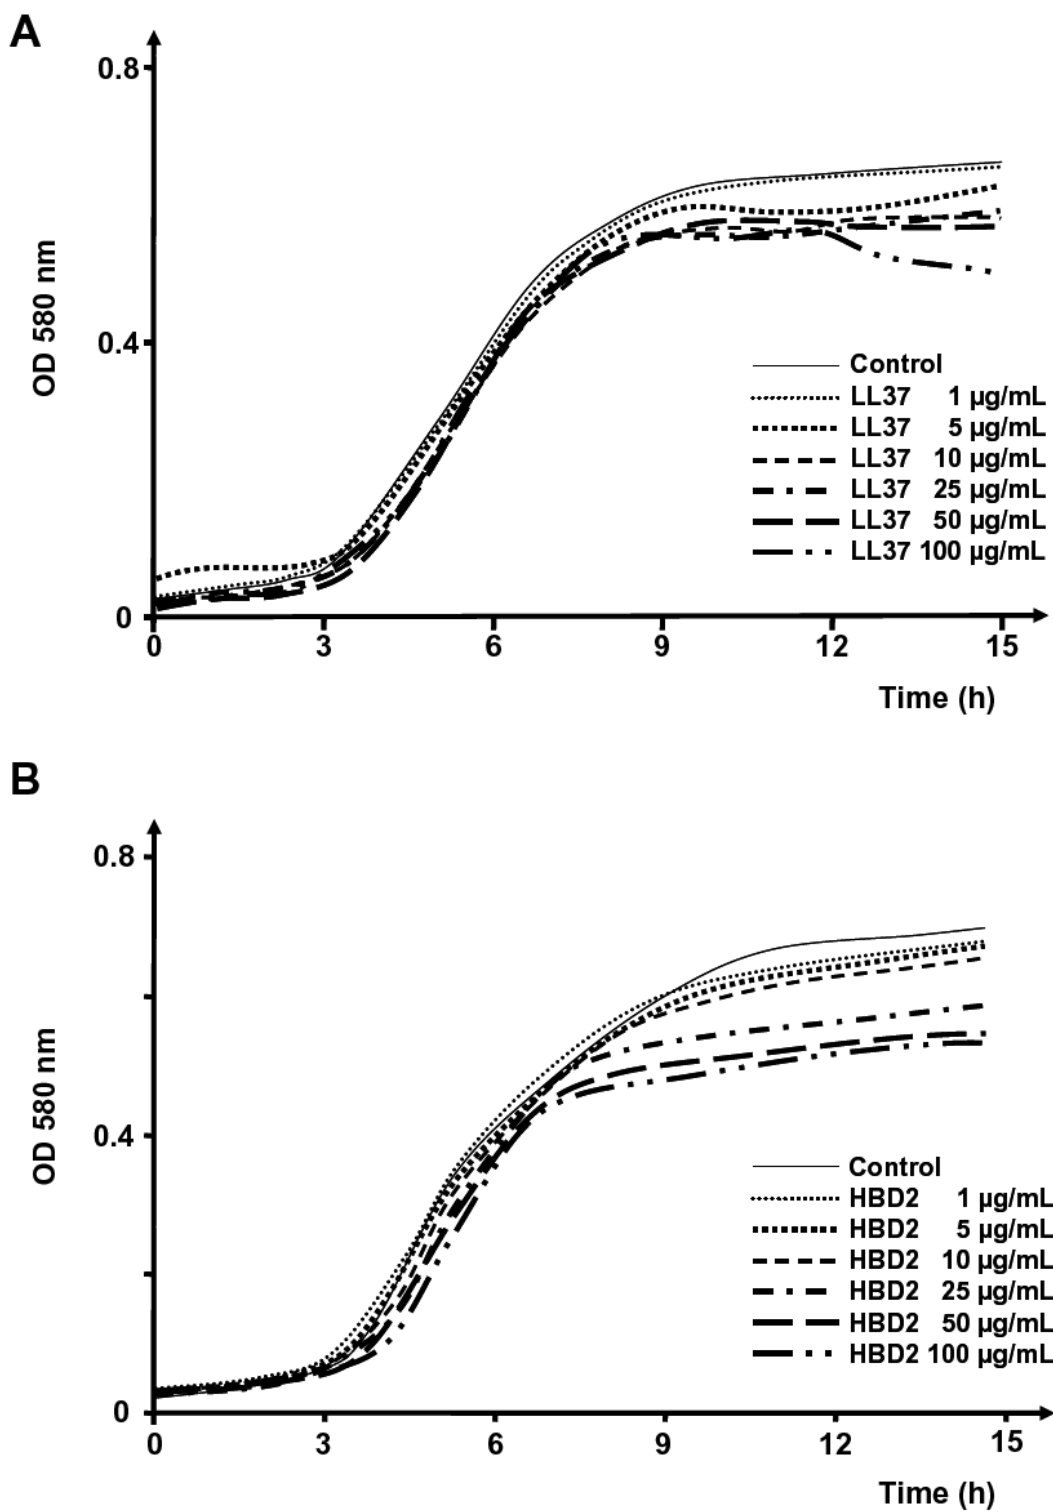 A
0.8
OD 580 nm
0.4
Control
LL37 1 µg/mL
LL37 5 µg/mL
LL37 10 µg/mL
LL37 25 µg/mL
LL37 50 µg/mL
LL37 100 µg/mL
0
0 3 6 9 12 15
Time (h)
B
0.8
OD 580 nm
0.4
Control
HBD2 1 µg/mL
HBD2 5 µg/mL
HBD2 10 µg/mL
HBD2 25 µg/mL
HBD2 50 µg/mL
HBD2 100 µg/mL
0
0 3 6 9 12 15
Time (h)